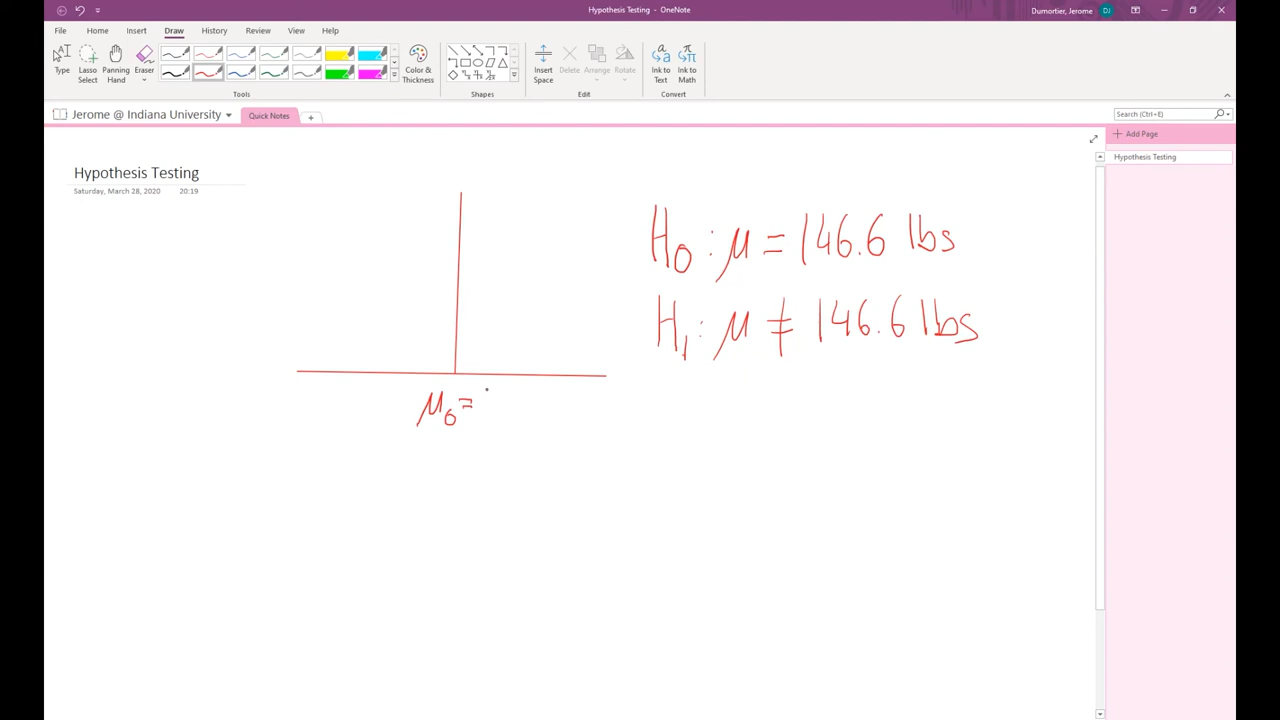 Hypothesis Testing - OneNote
Dumortier, Jerome DJ
File Home Insert Draw History Review View Help
Type Lasso Select Panning Hand Eraser Color & Thickness Insert Space Delete Arrange Rotate Ink to Text Ink to Math
Tools Shapes Edit Convert
Jerome @ Indiana University Quick Notes + Search (Ctrl+E)
+ Add Page
Hypothesis Testing
Hypothesis Testing
Saturday, March 28, 2020 20:19
H₀ : μ = 146.6 lbs
H₁ : μ ≠ 146.6 lbs
μ₀ =